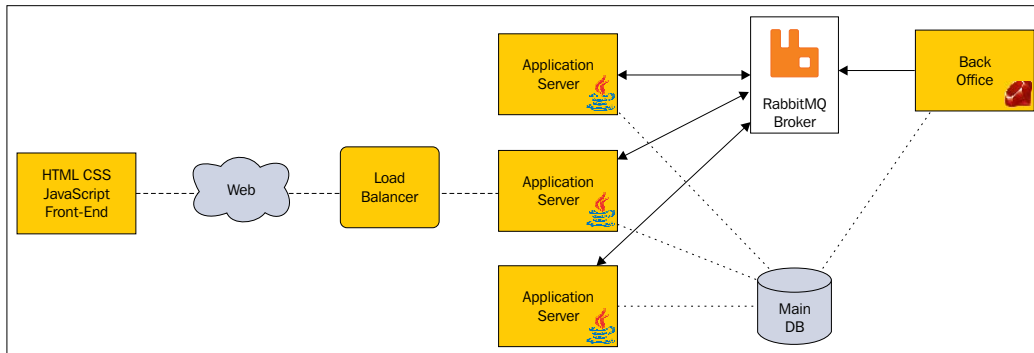 HTML CSS
JavaScript
Front-End
Web
Load
Balancer
Application
Server
Application
Server
Application
Server
RabbitMQ
Broker
Back
Office
Main
DB